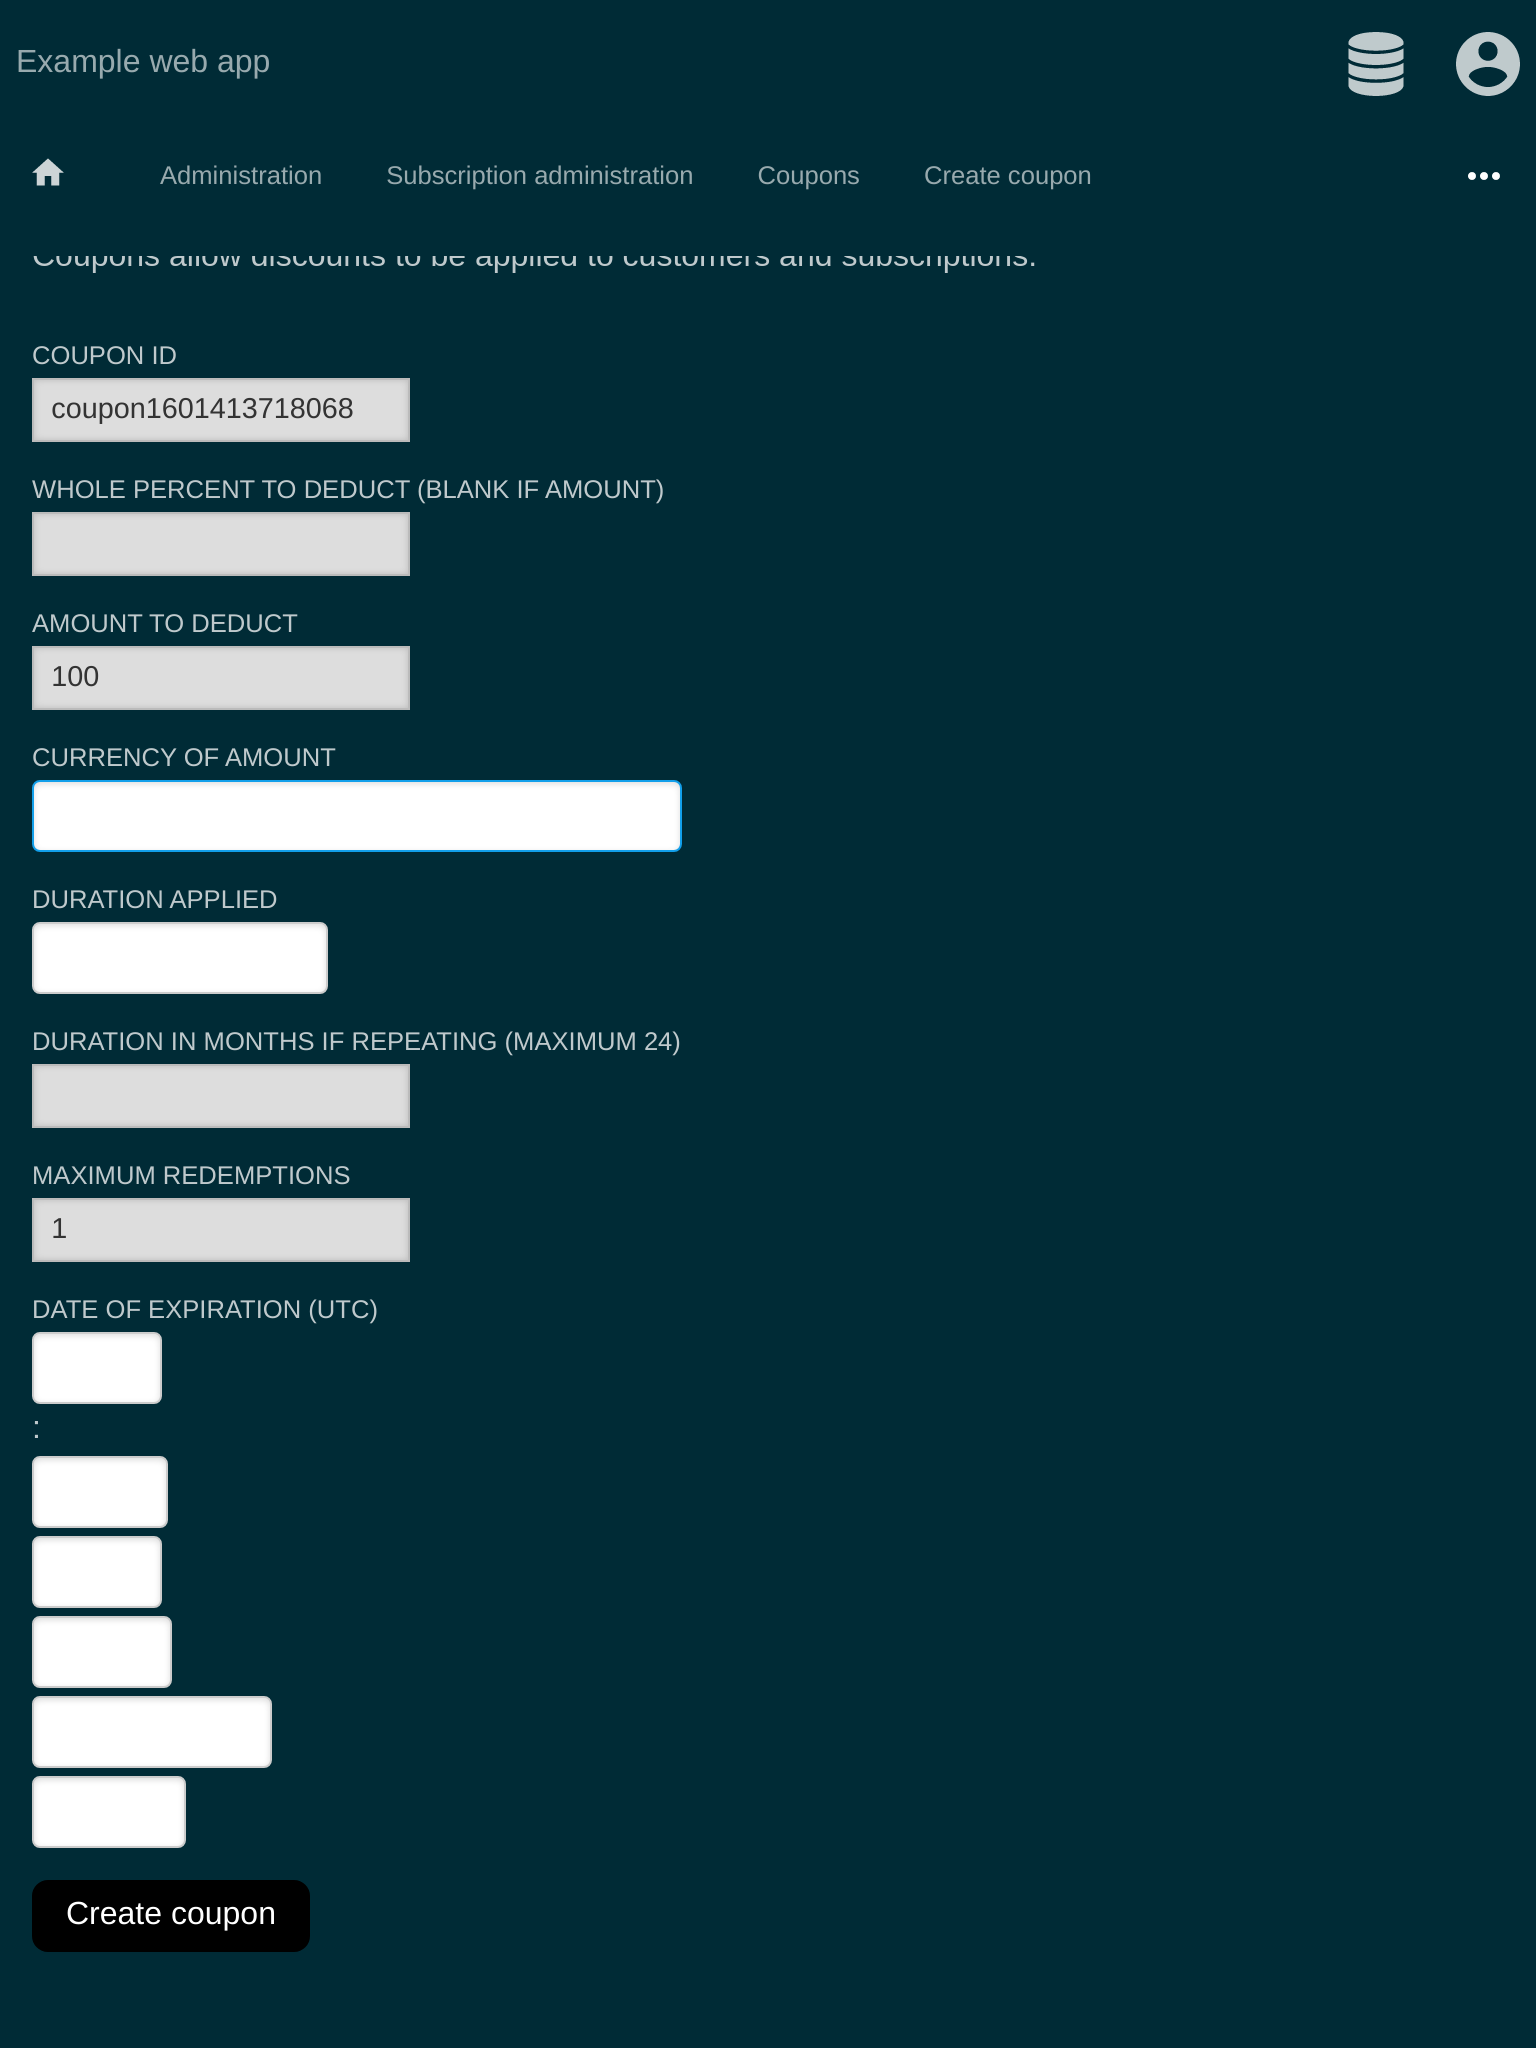 Example web app
Administration Subscription administration Coupons Create coupon
Coupons allow discounts to be applied to customers and subscriptions.
COUPON ID
coupon1601413718068
WHOLE PERCENT TO DEDUCT (BLANK IF AMOUNT)
AMOUNT TO DEDUCT
100
CURRENCY OF AMOUNT
DURATION APPLIED
DURATION IN MONTHS IF REPEATING (MAXIMUM 24)
MAXIMUM REDEMPTIONS
1
DATE OF EXPIRATION (UTC)
:
Create coupon